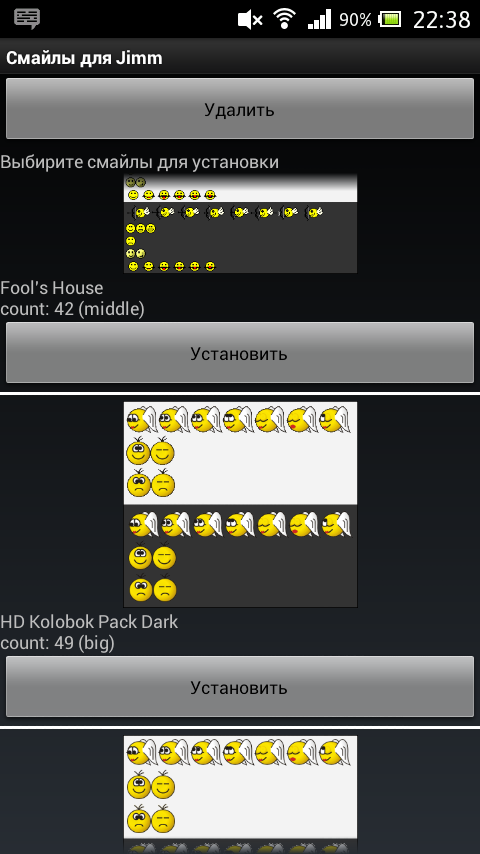 90% 22:38
Смайлы для Jimm
Удалить
Выбирите смайлы для установки
Fool's House
count: 42 (middle)
Установить
HD Kolobok Pack Dark
count: 49 (big)
Установить